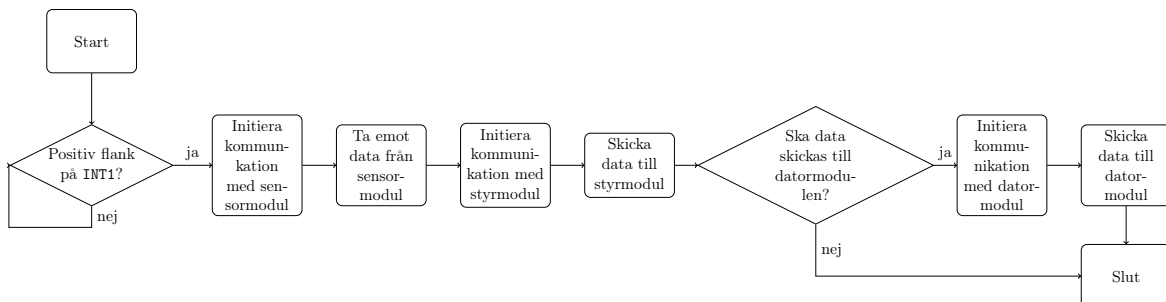 Start
Positiv flank
på INT1?
ja
nej
Initiera
kommun-
kation
med sen-
sormodul
Ta emot
data från
sensor-
modul
Initiera
kommuni-
kation med
styrmodul
Skicka
data till
styrmodul
Ska data
skickas till
datormodu-
len?
ja
nej
Initiera
kommu-
nikation
med dator-
modul
Skicka
data till
dator-
modul
Slut